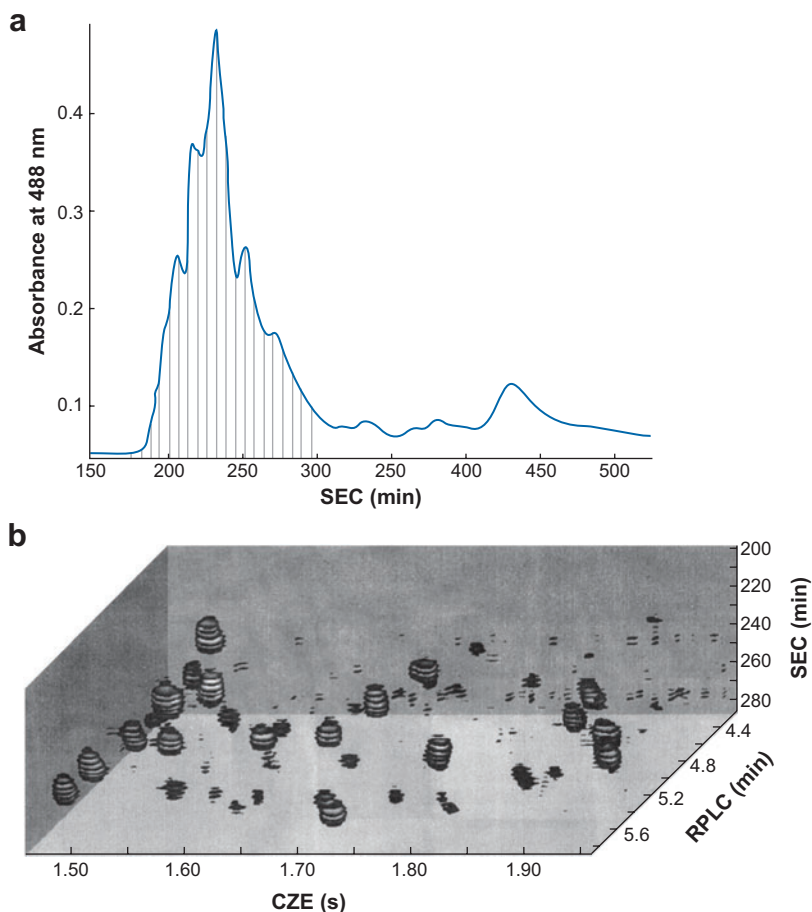 a
Absorbance at 488 nm
0.4
0.3
0.2
0.1
150 200 250 300 250 400 450 500
SEC (min)
b
200
220
240
260
280
SEC (min)
4.4
4.8
5.2
5.6
RPLC (min)
1.50 1.60 1.70 1.80 1.90
CZE (s)